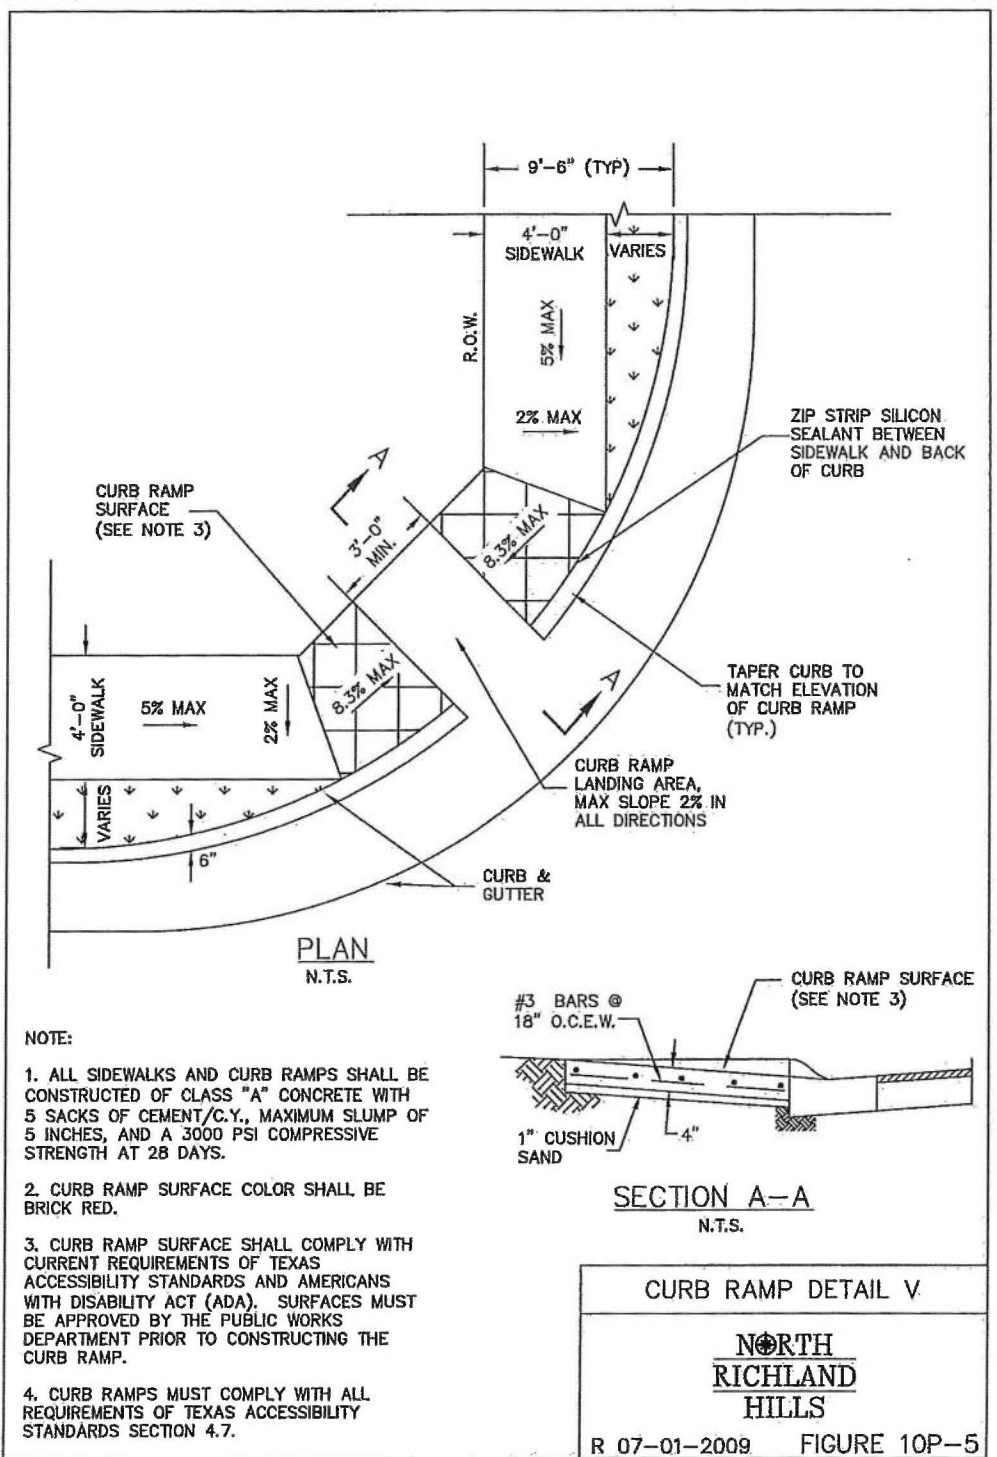 9'-6" (TYP)
4'-0"
SIDEWALK
VARIES
R.O.W.
5% MAX
2% MAX
ZIP STRIP SILICON
SEALANT BETWEEN
SIDEWALK AND BACK
OF CURB
A
CURB RAMP
SURFACE
(SEE NOTE 3)
3'-0"
MIN.
8.3% MAX
8.3% MAX
4'-0"
SIDEWALK
5% MAX
2% MAX
A
TAPER CURB TO
MATCH ELEVATION
OF CURB RAMP
(TYP.)
CURB RAMP
LANDING AREA,
MAX SLOPE 2% IN
ALL DIRECTIONS
VARIES
6"
CURB &
GUTTER
PLAN
N.T.S.
CURB RAMP SURFACE
(SEE NOTE 3)
#3 BARS @
18" O.C.E.W.
1" CUSHION
SAND
4"
SECTION A-A
N.T.S.
NOTE:
1. ALL SIDEWALKS AND CURB RAMPS SHALL BE
CONSTRUCTED OF CLASS "A" CONCRETE WITH
5 SACKS OF CEMENT/C.Y., MAXIMUM SLUMP OF
5 INCHES, AND A 3000 PSI COMPRESSIVE
STRENGTH AT 28 DAYS.
2. CURB RAMP SURFACE COLOR SHALL BE
BRICK RED.
3. CURB RAMP SURFACE SHALL COMPLY WITH
CURRENT REQUIREMENTS OF TEXAS
ACCESSIBILITY STANDARDS AND AMERICANS
WITH DISABILITY ACT (ADA). SURFACES MUST
BE APPROVED BY THE PUBLIC WORKS
DEPARTMENT PRIOR TO CONSTRUCTING THE
CURB RAMP.
4. CURB RAMPS MUST COMPLY WITH ALL
REQUIREMENTS OF TEXAS ACCESSIBILITY
STANDARDS SECTION 4.7.
CURB RAMP DETAIL V
NORTH
RICHLAND
HILLS
R 07-01-2009 FIGURE 10P-5